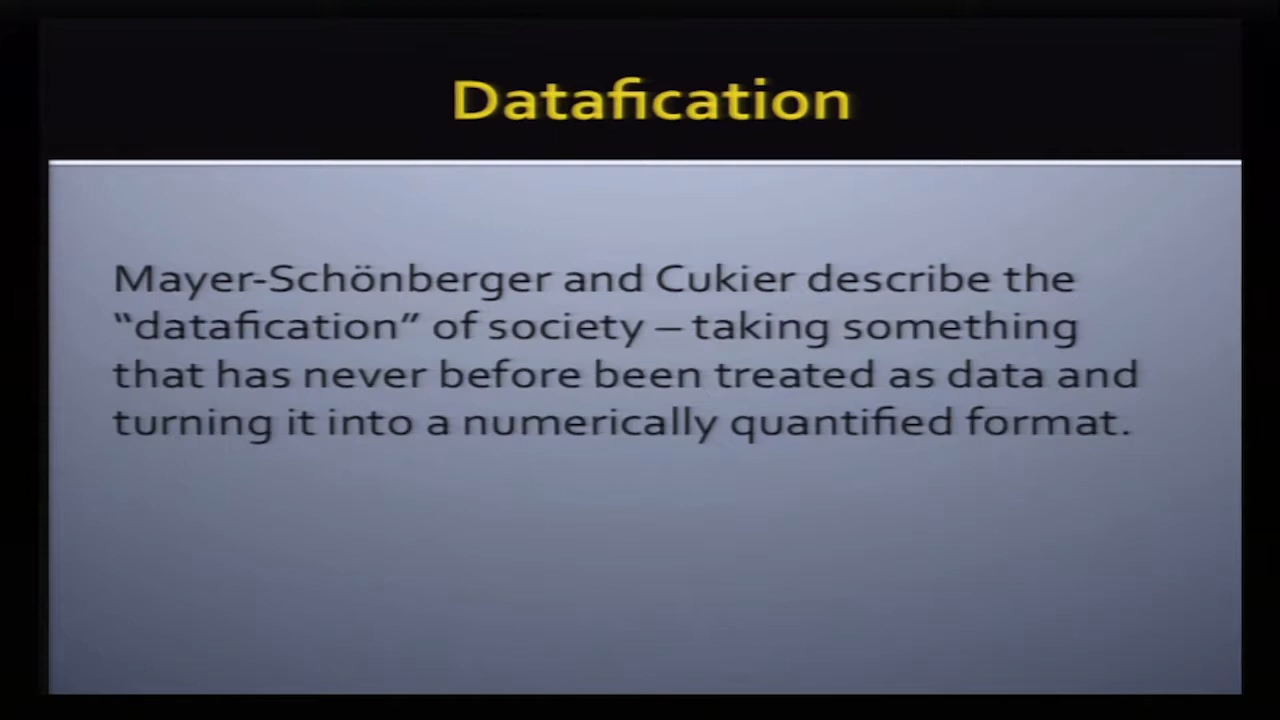 Datafication
Mayer-Schönberger and Cukier describe the
“datafication” of society – taking something
that has never before been treated as data and
turning it into a numerically quantified format.